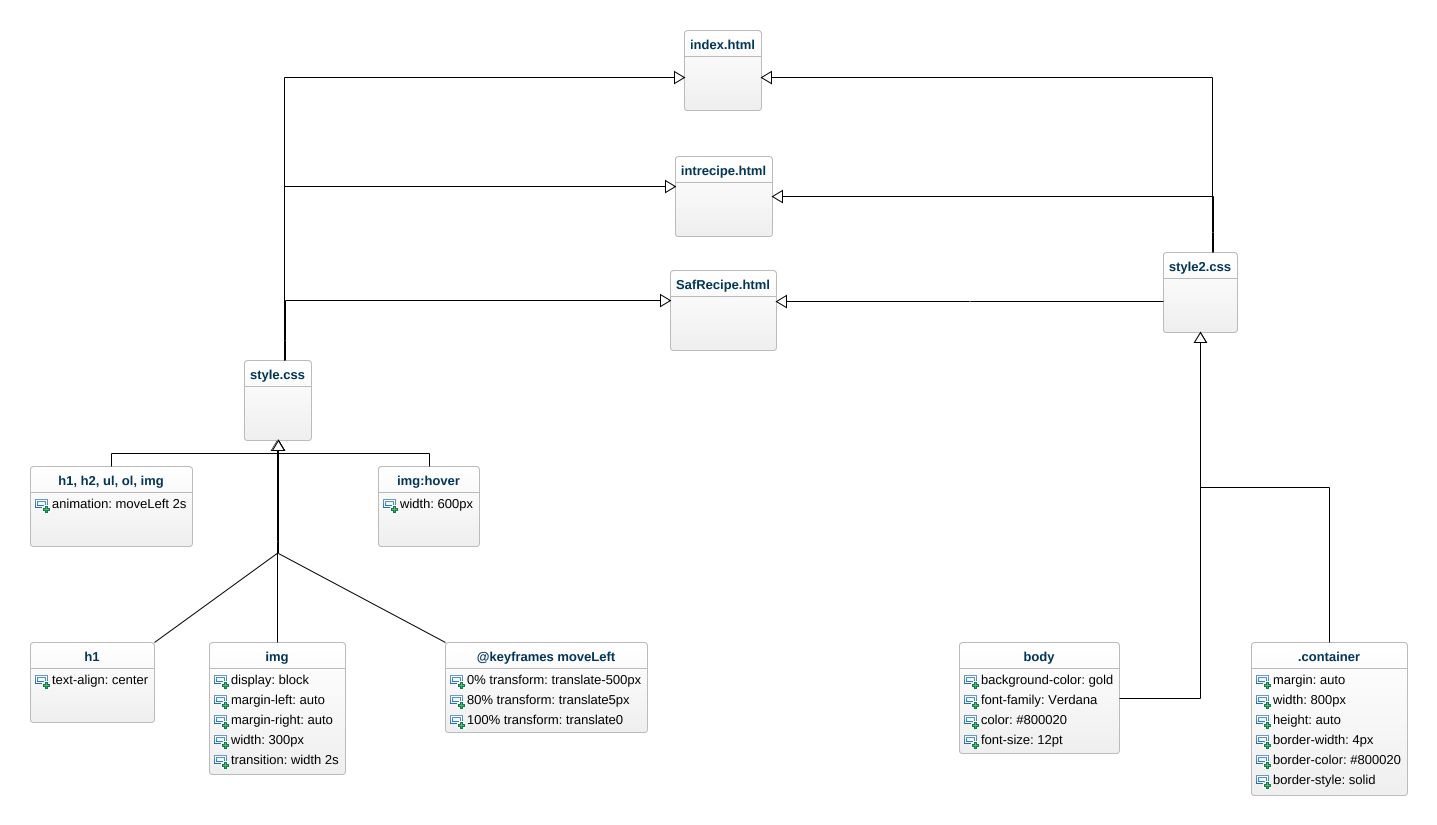 index.html
intrecipe.html
style2.css
SafRecipe.html
style.css
h1, h2, ul, ol, img
animation: moveLeft 2s
img:hover
width: 600px
h1
text-align: center
img
display: block
margin-left: auto
margin-right: auto
width: 300px
transition: width 2s
@keyframes moveLeft
0% transform: translate-500px
80% transform: translate5px
100% transform: translate0
body
background-color: gold
font-family: Verdana
color: #800020
font-size: 12pt
.container
margin: auto
width: 800px
height: auto
border-width: 4px
border-color: #800020
border-style: solid